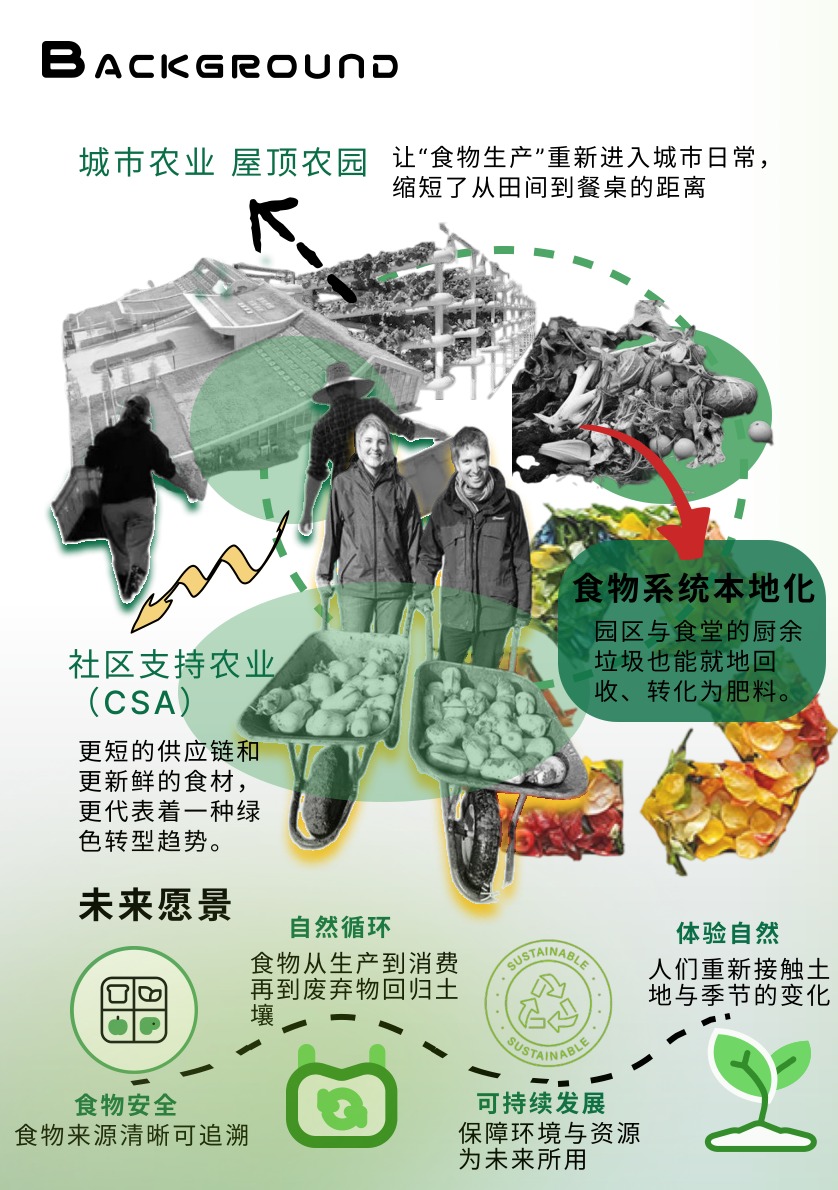 BACKGROUND
城市农业 屋顶农园
让“食物生产”重新进入城市日常，
缩短了从田间到餐桌的距离
食物系统本地化
园区与食堂的厨余
垃圾也能就地回
收、转化为肥料。
社区支持农业
（CSA）
更短的供应链和
更新鲜的食材，
更代表着一种绿
色转型趋势。
未来愿景
自然循环
食物从生产到消费
再到废弃物回归土
壤
体验自然
人们重新接触土
地与季节的变化
SUSTAINABLE
SUSTAINABLE
食物安全
食物来源清晰可追溯
可持续发展
保障环境与资源
为未来所用